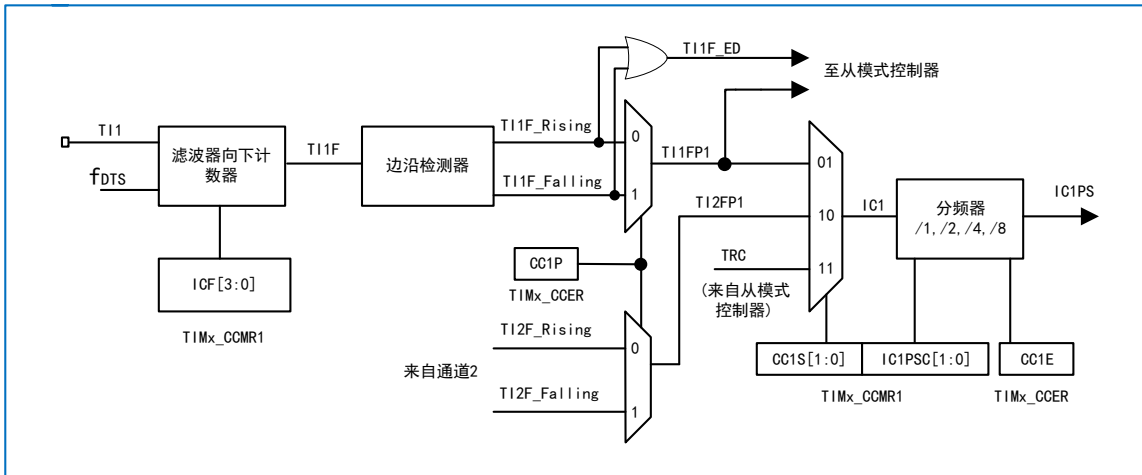 TI1F_ED
至从模式控制器
TI1
fDTS
滤波器向下计
数器
TI1F
边沿检测器
TI1F_Rising
TI1F_Falling
0
1
TI1FP1
TI2FP1
TRC
(来自从模式
控制器)
01
10
11
IC1
分频器
/1,/2,/4,/8
IC1PS
ICF[3:0]
TIMx_CCMR1
CC1P
TIMx_CCER
TI2F_Rising
来自通道2
TI2F_Falling
0
1
CC1S[1:0]
IC1PSC[1:0]
CC1E
TIMx_CCMR1
TIMx_CCER